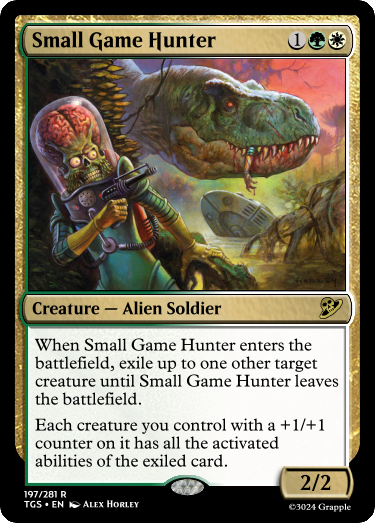 Small Game Hunter 1
Creature — Alien Soldier
When Small Game Hunter enters the
battlefield, exile up to one other target
creature until Small Game Hunter leaves
the battlefield.
Each creature you control with a +1/+1
counter on it has all the activated
abilities of the exiled card.
2/2
197/281 R
TGS • EN ALEX HORLEY
©3024 Grapple